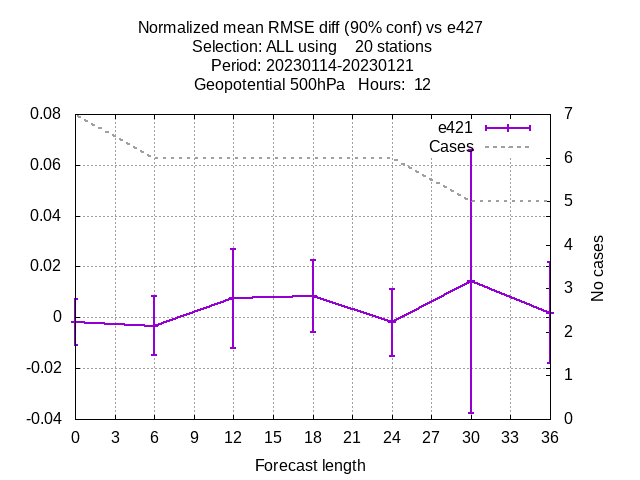 Normalized mean RMSE diff (90% conf) vs e427
Selection: ALL using    20 stations
Period: 20230114-20230121
Geopotential 500hPa   Hours:  12
0.08
0.06
0.04
0.02
0
-0.02
-0.04
7
6
5
4
3
2
1
0
e421
Cases
No cases
0 3 6 9 12 15 18 21 24 27 30 33 36
Forecast length